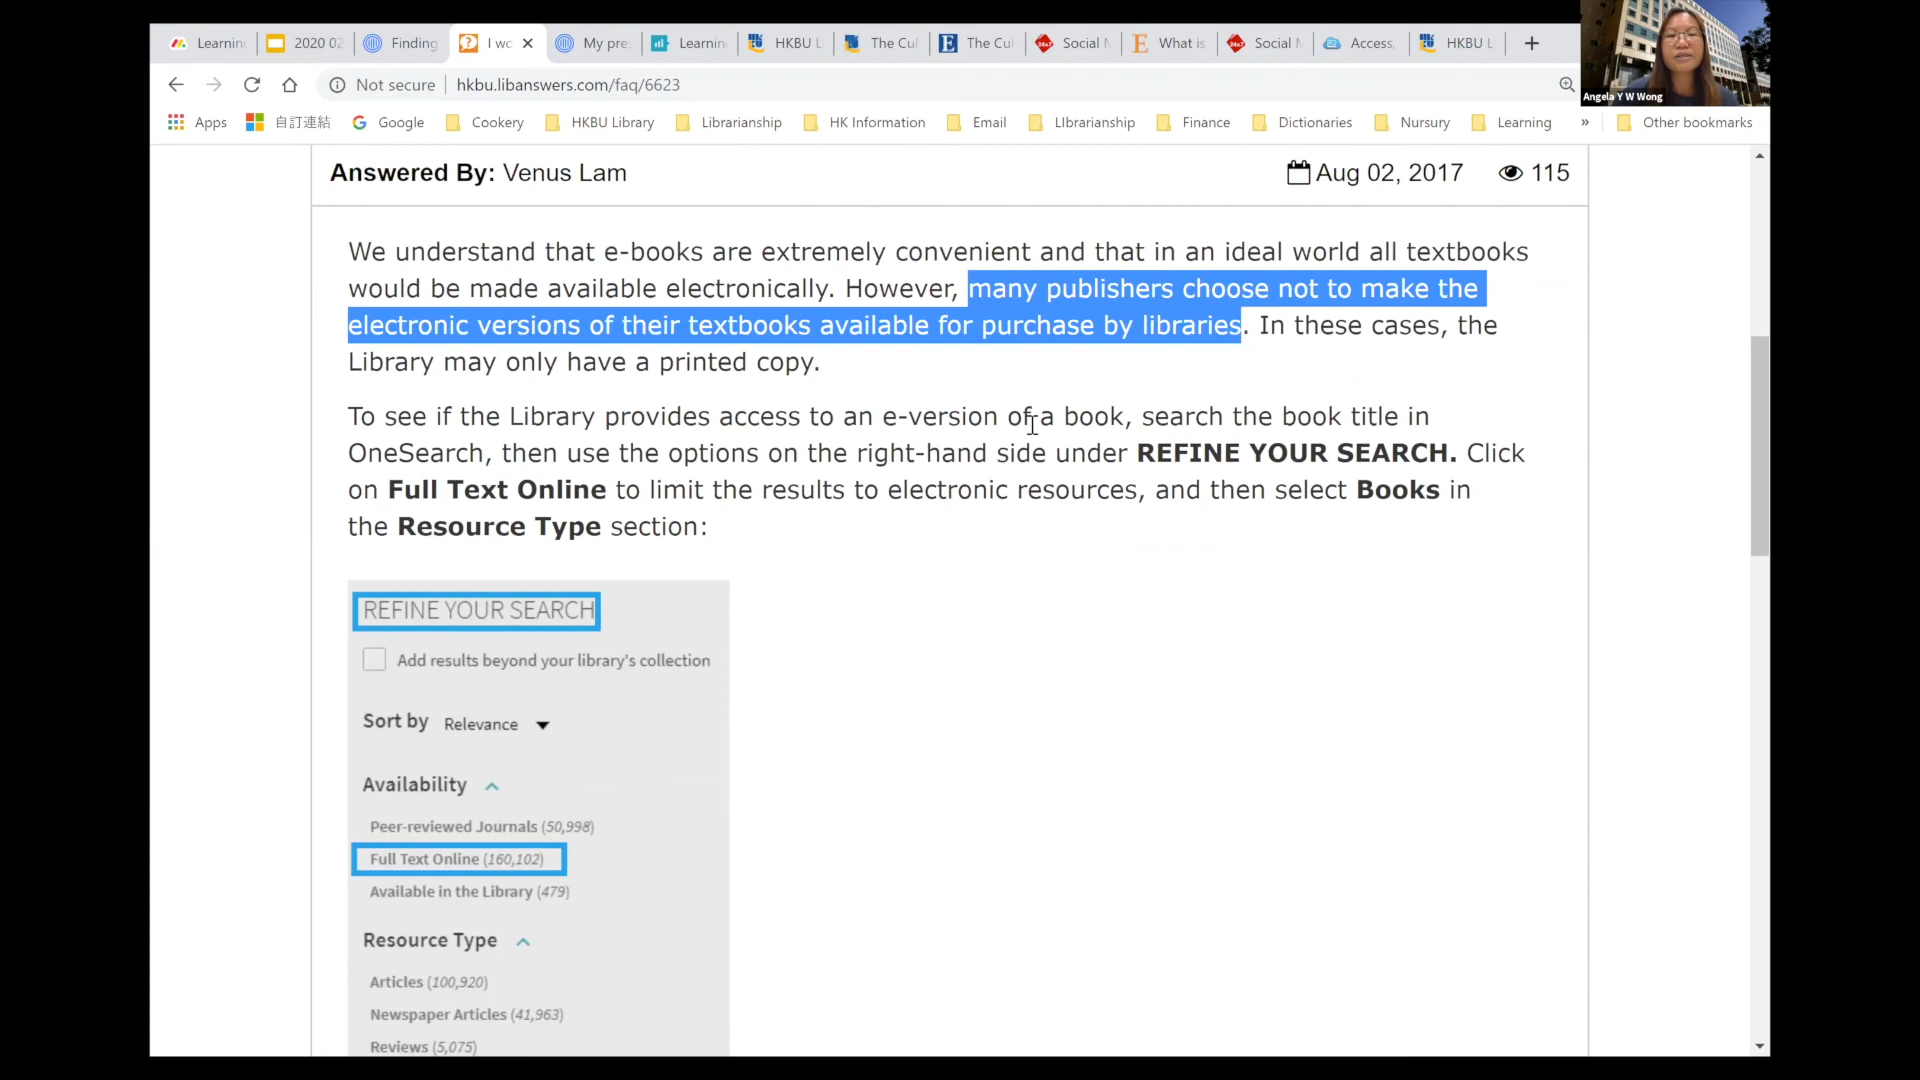 Learnin
2020 02
Finding
I wo
My pre
Learnin
HKBU L
The Cul
The Cul
Social M
What is
Social M
Access,
HKBU L
Angela Y W Wong
Not secure hkbu.libanswers.com/faq/6623
Apps 自訂連結 Google Cookery HKBU Library Librarianship HK Information Email LIbrarianship Finance Dictionaries Nursury Learning » Other bookmarks
Answered By: Venus Lam Aug 02, 2017 115
We understand that e-books are extremely convenient and that in an ideal world all textbooks
would be made available electronically. However, many publishers choose not to make the
electronic versions of their textbooks available for purchase by libraries. In these cases, the
Library may only have a printed copy.
To see if the Library provides access to an e-version of a book, search the book title in
OneSearch, then use the options on the right-hand side under REFINE YOUR SEARCH. Click
on Full Text Online to limit the results to electronic resources, and then select Books in
the Resource Type section:
REFINE YOUR SEARCH
Add results beyond your library's collection
Sort by Relevance
Availability
Peer-reviewed Journals (50,998)
Full Text Online (160,102)
Available in the Library (479)
Resource Type
Articles (100,920)
Newspaper Articles (41,963)
Reviews (5,075)